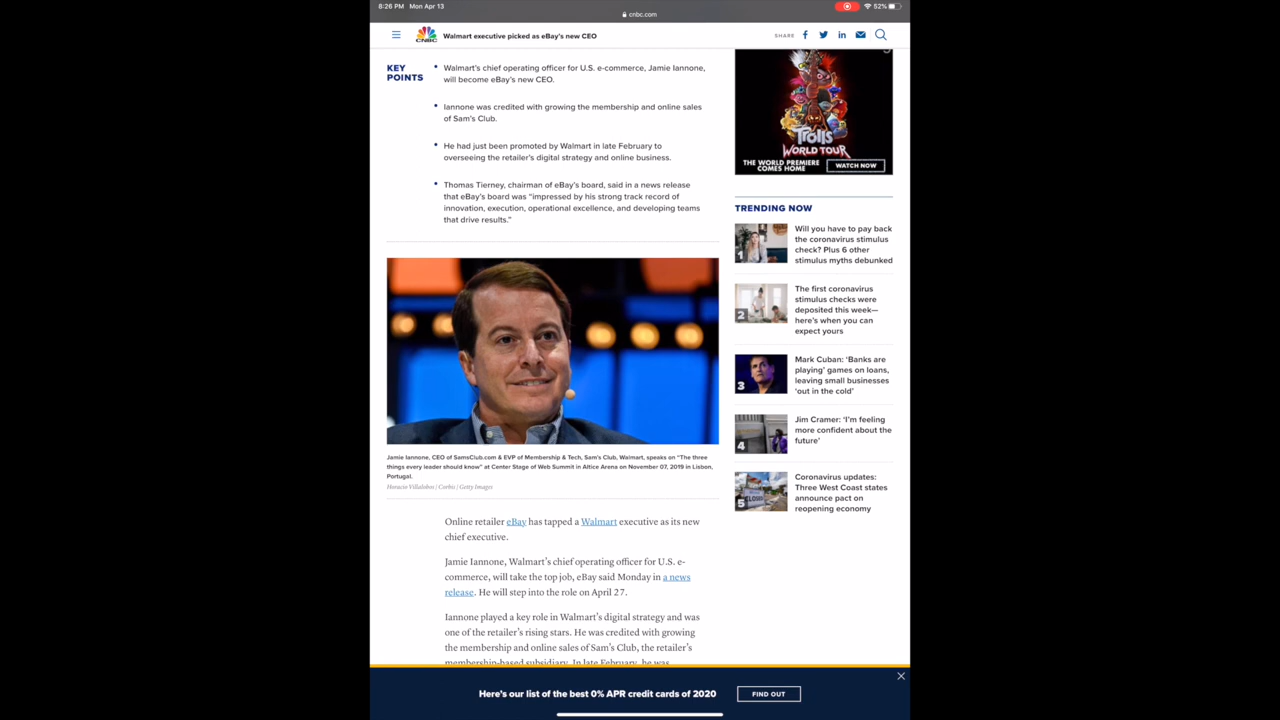 8:26 PM Mon Apr 13
52%
cnbc.com
CNBC
Walmart executive picked as eBay's new CEO
SHARE
KEY
POINTS
Walmart's chief operating officer for U.S. e-commerce, Jamie Iannone,
will become eBay's new CEO.
Iannone was credited with growing the membership and online sales
of Sam's Club.
He had just been promoted by Walmart in late February to
overseeing the retailer's digital strategy and online business.
Thomas Tierney, chairman of eBay's board, said in a news release
that eBay's board was "impressed by his strong track record of
innovation, execution, operational excellence, and developing teams
that drive results."
Jamie Iannone, CEO of SamsClub.com & EVP of Membership & Tech, Sam's Club, Walmart, speaks on "The three
things every leader should know" at Center Stage of Web Summit in Altice Arena on November 07, 2019 in Lisbon,
Portugal.
Horacio Villalobos / Corbis / Getty Images
Online retailer eBay has tapped a Walmart executive as its new
chief executive.
Jamie Iannone, Walmart's chief operating officer for U.S. e-
commerce, will take the top job, eBay said Monday in a news
release. He will step into the role on April 27.
Iannone played a key role in Walmart's digital strategy and was
one of the retailer's rising stars. He was credited with growing
the membership and online sales of Sam's Club, the retailer's
membership-based subsidiary. In late February, he was
Trolls
WORLD TOUR
THE WORLD PREMIERE
COMES HOME
WATCH NOW
TRENDING NOW
1
Will you have to pay back
the coronavirus stimulus
check? Plus 6 other
stimulus myths debunked
2
The first coronavirus
stimulus checks were
deposited this week—
here's when you can
expect yours
3
Mark Cuban: 'Banks are
playing' games on loans,
leaving small businesses
'out in the cold'
4
Jim Cramer: 'I'm feeling
more confident about the
future'
5
Coronavirus updates:
Three West Coast states
announce pact on
reopening economy
Here's our list of the best 0% APR credit cards of 2020
FIND OUT